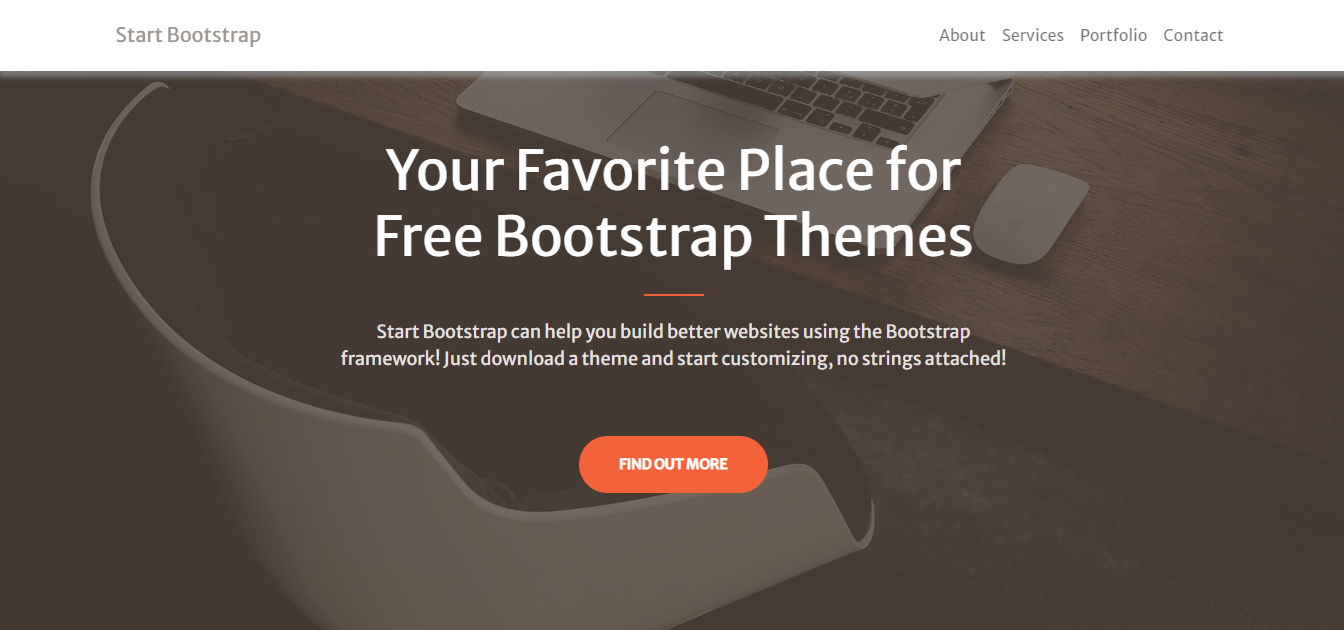 Start Bootstrap
About Services Portfolio Contact
Your Favorite Place for
Free Bootstrap Themes
Start Bootstrap can help you build better websites using the Bootstrap
framework! Just download a theme and start customizing, no strings attached!
FIND OUT MORE